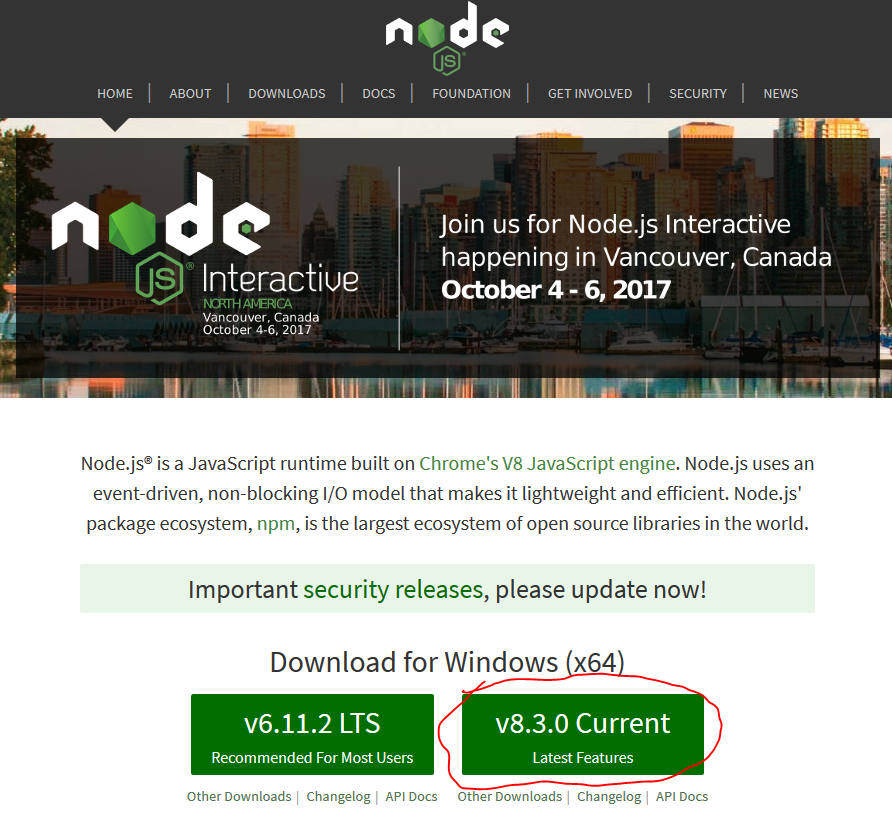 node
JS
HOME | ABOUT | DOWNLOADS | DOCS | FOUNDATION | GET INVOLVED | SECURITY | NEWS
node
JS® Interactive
NORTH AMERICA
Vancouver, Canada
October 4-6, 2017
Join us for Node.js Interactive
happening in Vancouver, Canada
October 4 - 6, 2017
Node.js® is a JavaScript runtime built on Chrome's V8 JavaScript engine. Node.js uses an
event-driven, non-blocking I/O model that makes it lightweight and efficient. Node.js'
package ecosystem, npm, is the largest ecosystem of open source libraries in the world.
Important security releases, please update now!
Download for Windows (x64)
v6.11.2 LTS
Recommended For Most Users
Other Downloads | Changelog | API Docs
v8.3.0 Current
Latest Features
Other Downloads | Changelog | API Docs